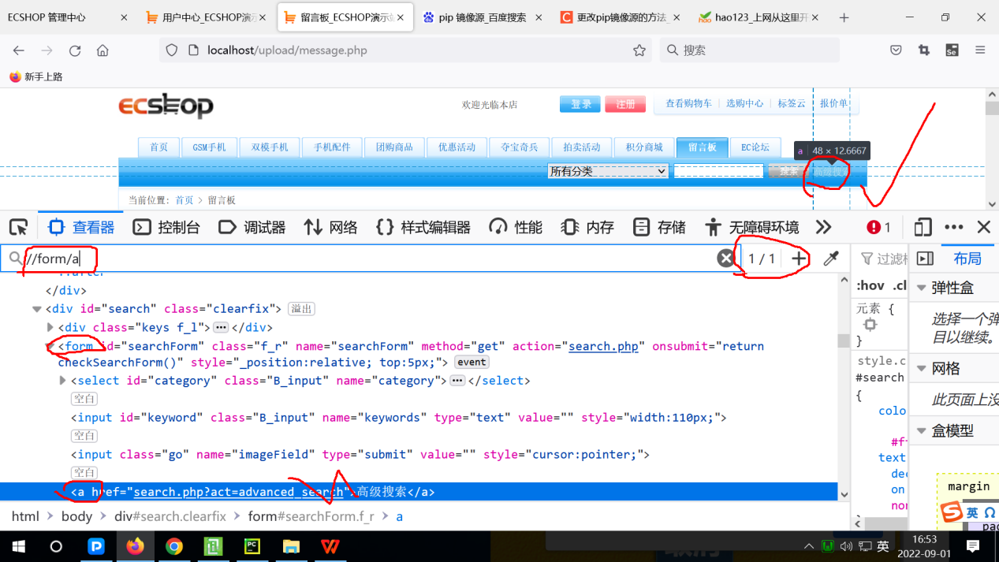 ECSHOP 管理中心
用户中心_ECSHOP演示
留言板_ECSHOP演示站
pip 镜像源_百度搜索
更改pip镜像源的方法_
hao123_上网从这里开
localhost/upload/message.php
搜索
新手上路
ecshop
欢迎光临本店
登录
注册
查看购物车 | 选购中心 | 标签云 | 报价单
首页
GSM手机
双模手机
手机配件
团购商品
优惠活动
夺宝奇兵
拍卖活动
积分商城
留言板
EC论坛
a | 48 × 12.6667
所有分类
搜索
高级搜索
当前位置: 首页 > 留言板
查看器
控制台
调试器
网络
样式编辑器
性能
内存
存储
无障碍环境
1
//form/a
1 / 1
过滤
布局
::after
</div>
<div id="search" class="clearfix"> 溢出
<div class="keys f_l"> ••• </div>
<form id="searchForm" class="f_r" name="searchForm" method="get" action="search.php" onsubmit="return
checkSearchForm()" style="_position:relative; top:5px;"> event
<select id="category" class="B_input" name="category"> ••• </select>
空白
<input id="keyword" class="B_input" name="keywords" type="text" value="" style="width:110px;">
空白
<input class="go" name="imageField" type="submit" value="" style="cursor:pointer;">
空白
<a href="search.php?act=advanced_search">高级搜索</a>
:hov .cl
元素 {
}
style.c
#search
{
colo
#f
text
dec
on
nor
}
弹性盒
选择一个弹
目以继续。
网格
此页面上没
盒模型
margin
html > body > div#search.clearfix > form#searchForm.f_r > a
S 英
英
16:53
2022-09-01